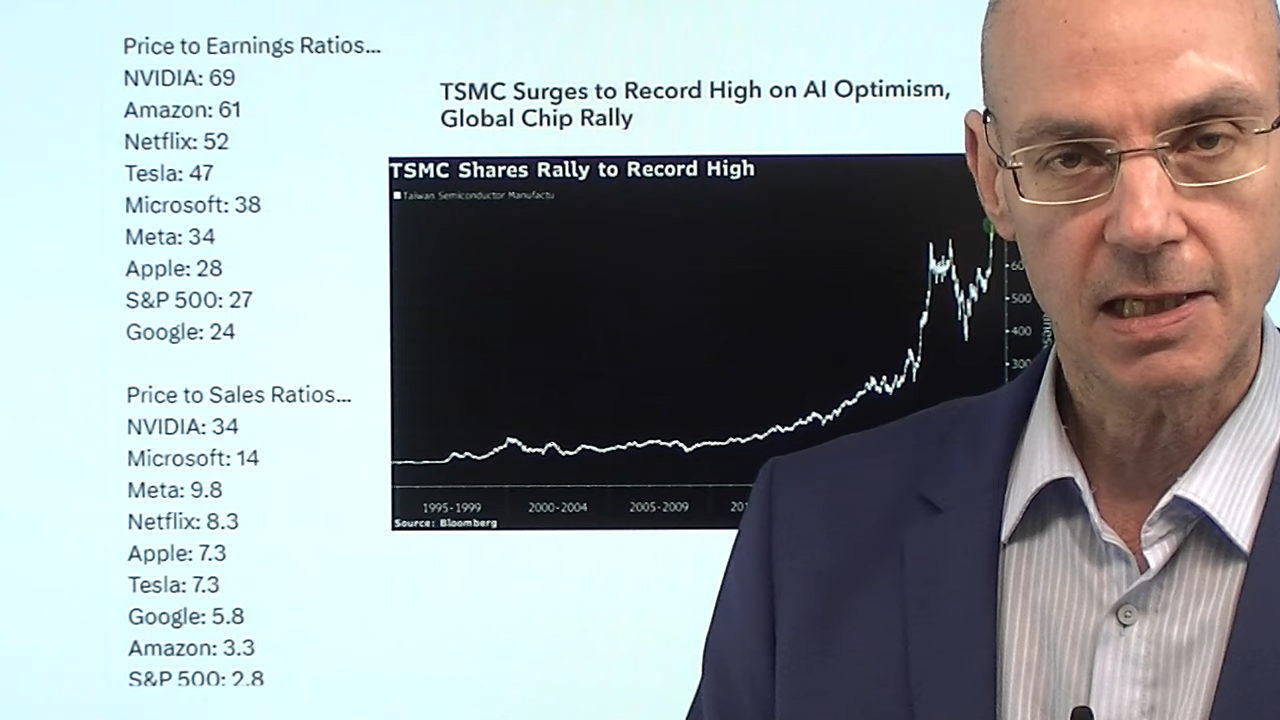 Price to Earnings Ratios...
NVIDIA: 69
Amazon: 61
Netflix: 52
Tesla: 47
Microsoft: 38
Meta: 34
Apple: 28
S&P 500: 27
Google: 24
Price to Sales Ratios...
NVIDIA: 34
Microsoft: 14
Meta: 9.8
Netflix: 8.3
Apple: 7.3
Tesla: 7.3
Google: 5.8
Amazon: 3.3
S&P 500: 2.8
TSMC Surges to Record High on AI Optimism,
Global Chip Rally
TSMC Shares Rally to Record High
Taiwan Semiconductor Manufactu
500
400
300
1995-1999 2000-2004 2005-2009
Source: Bloomberg